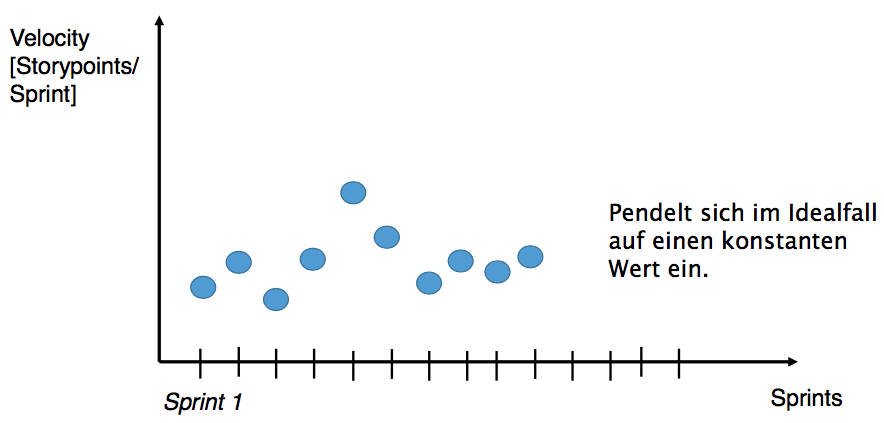 Velocity
[Storypoints/
Sprint]
Pendelt sich im Idealfall
auf einen konstanten
Wert ein.
Sprint 1
Sprints